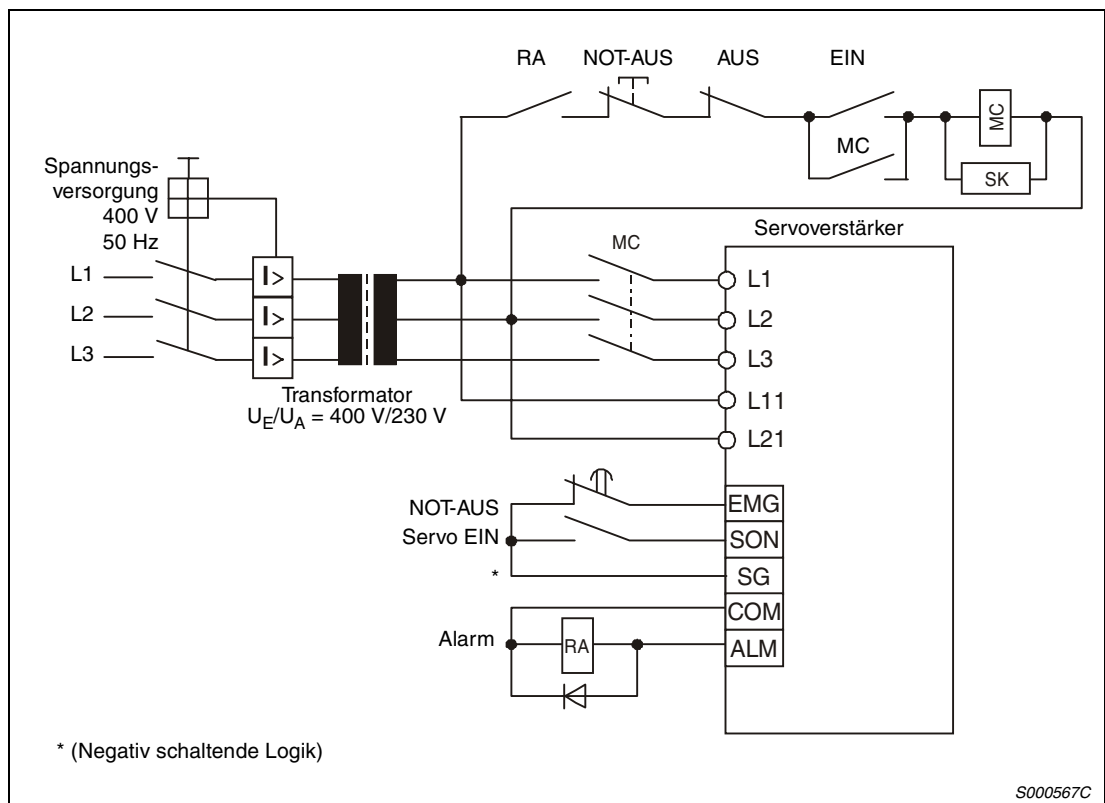 RA NOT-AUS AUS EIN
MC
MC
SK
Spannungs-
versorgung
400 V
50 Hz
Servoverstärker
MC
L1 I> L1
L2 I> L2
L3 I> L3
Transformator
UE/UA = 400 V/230 V
L11
L21
NOT-AUS EMG
Servo EIN SON
* SG
COM
Alarm RA ALM
* (Negativ schaltende Logik)
S000567C